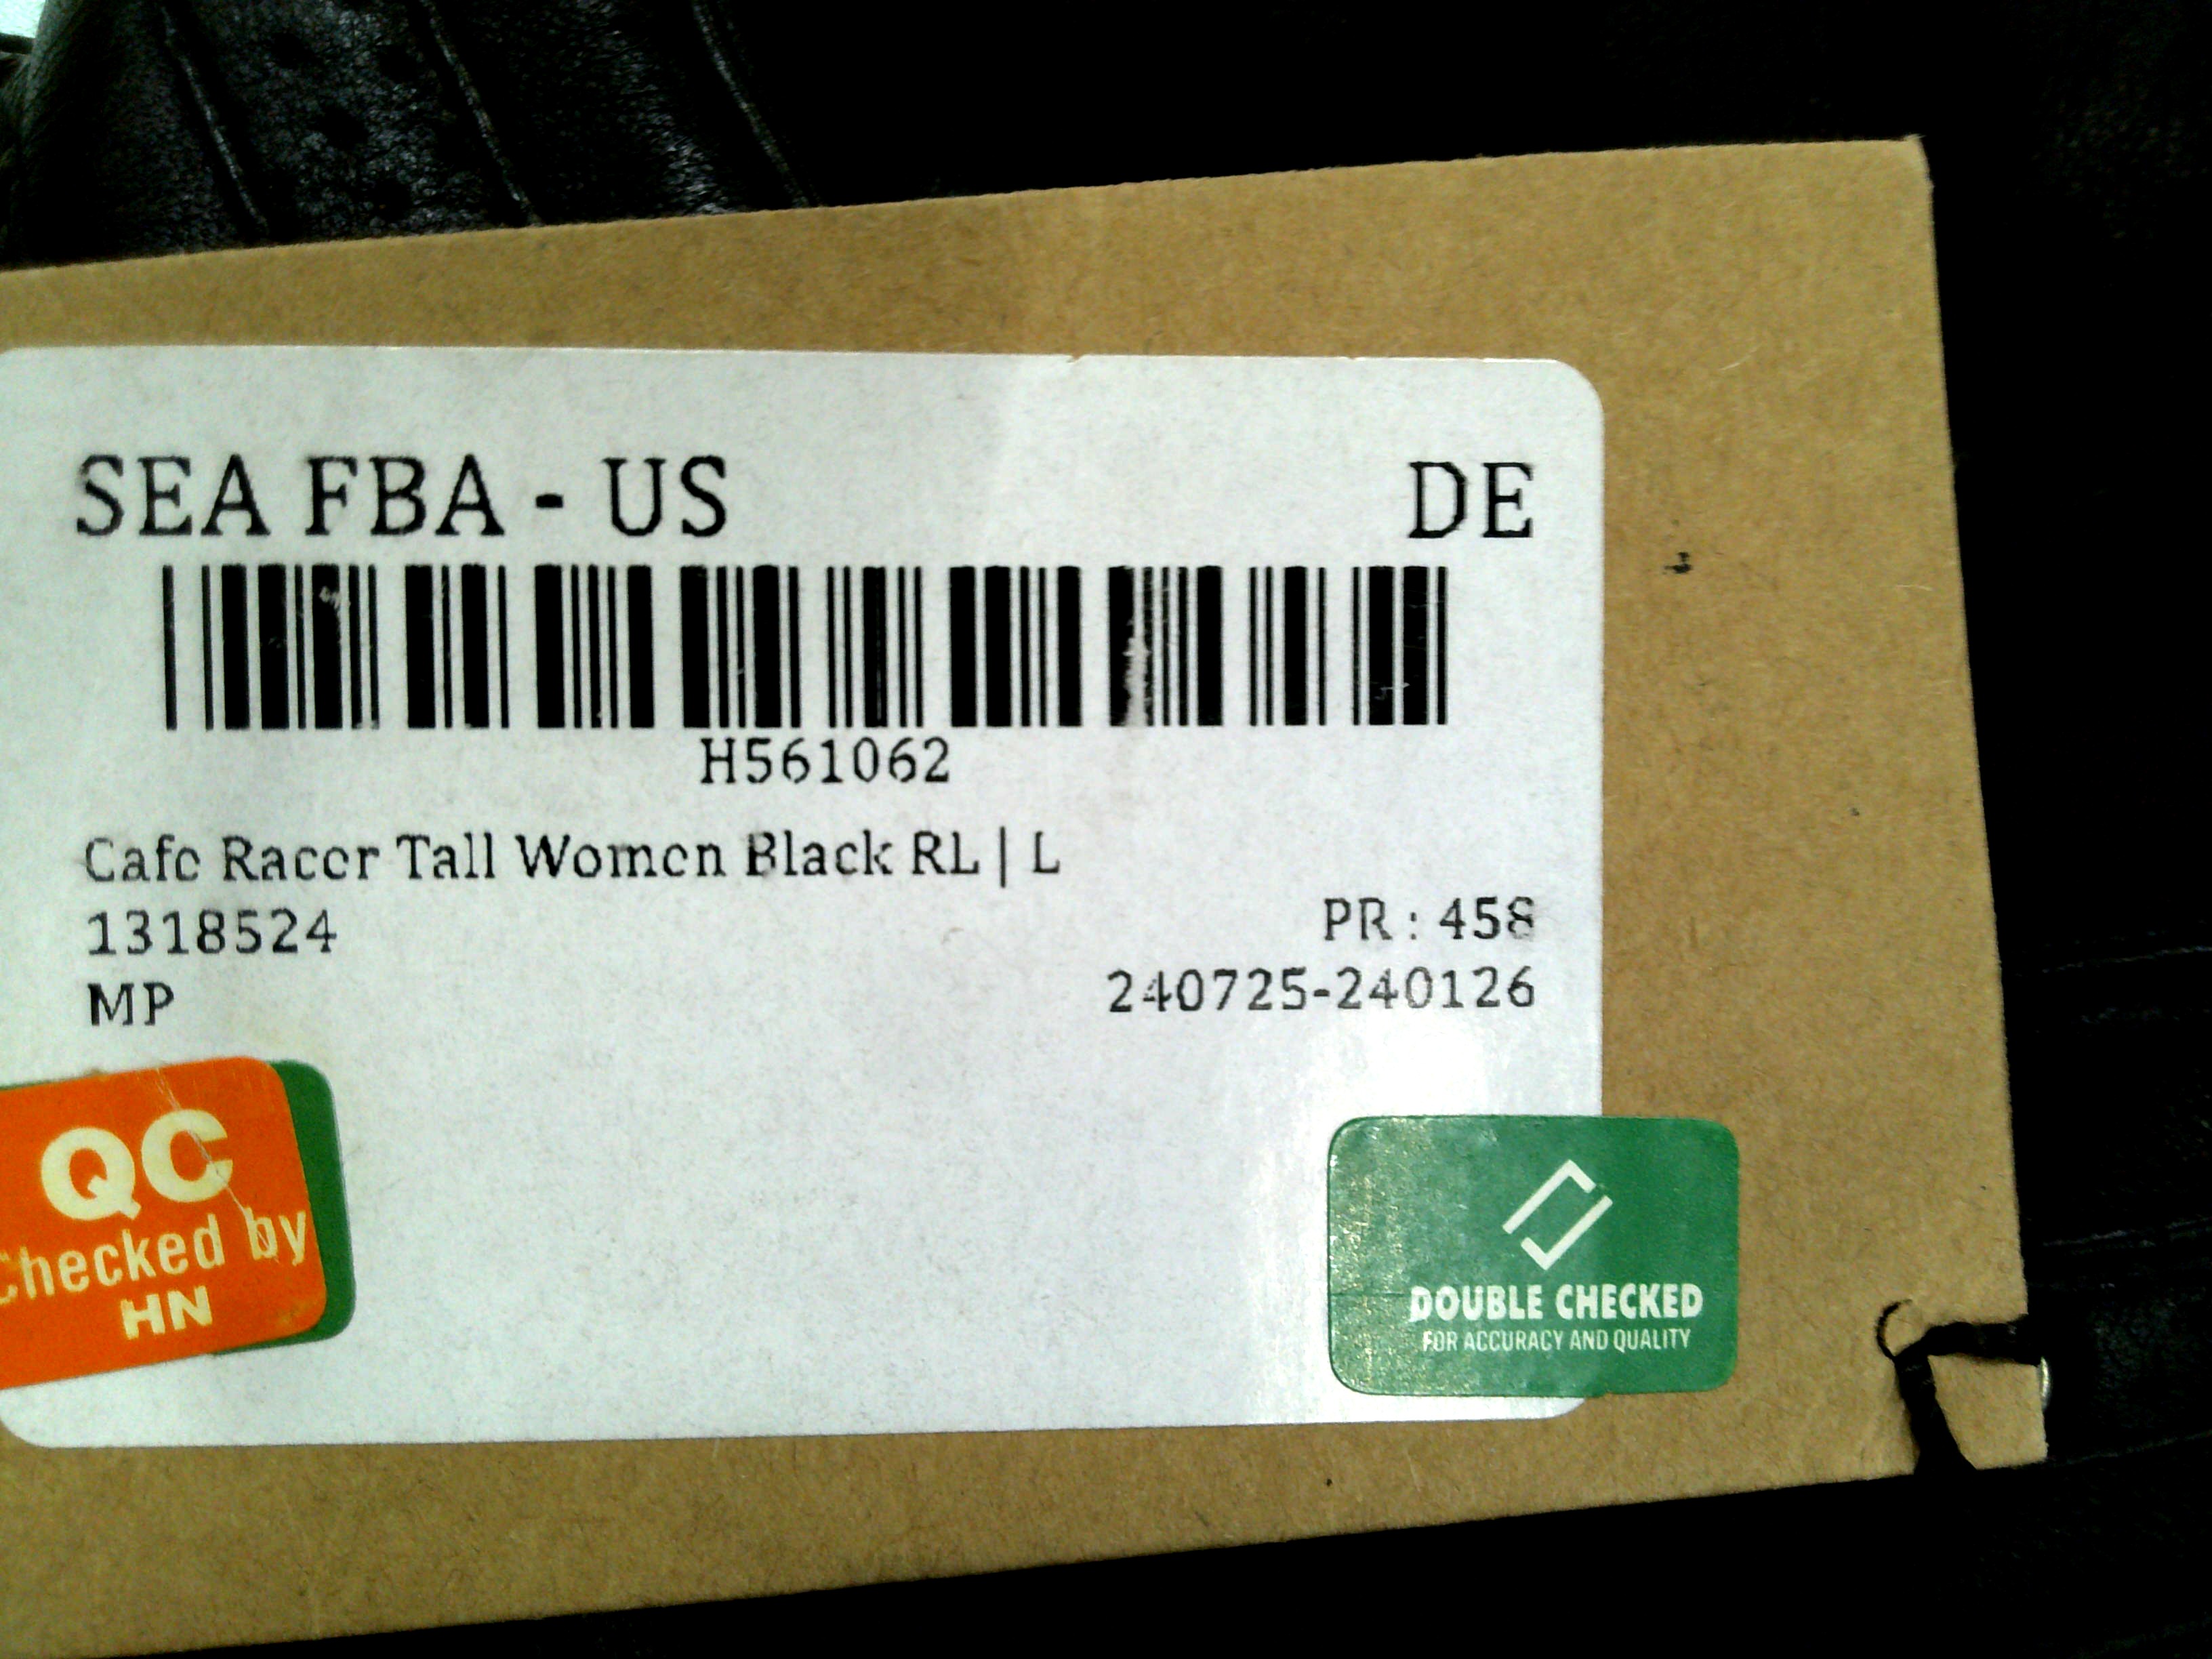 SEA FBA - US DE
H561062
Cafe Racer Tall Women Black RL | L
1318524 PR : 458
MP 240725-240126
QC
Checked by
HN
DOUBLE CHECKED
FOR ACCURACY AND QUALITY